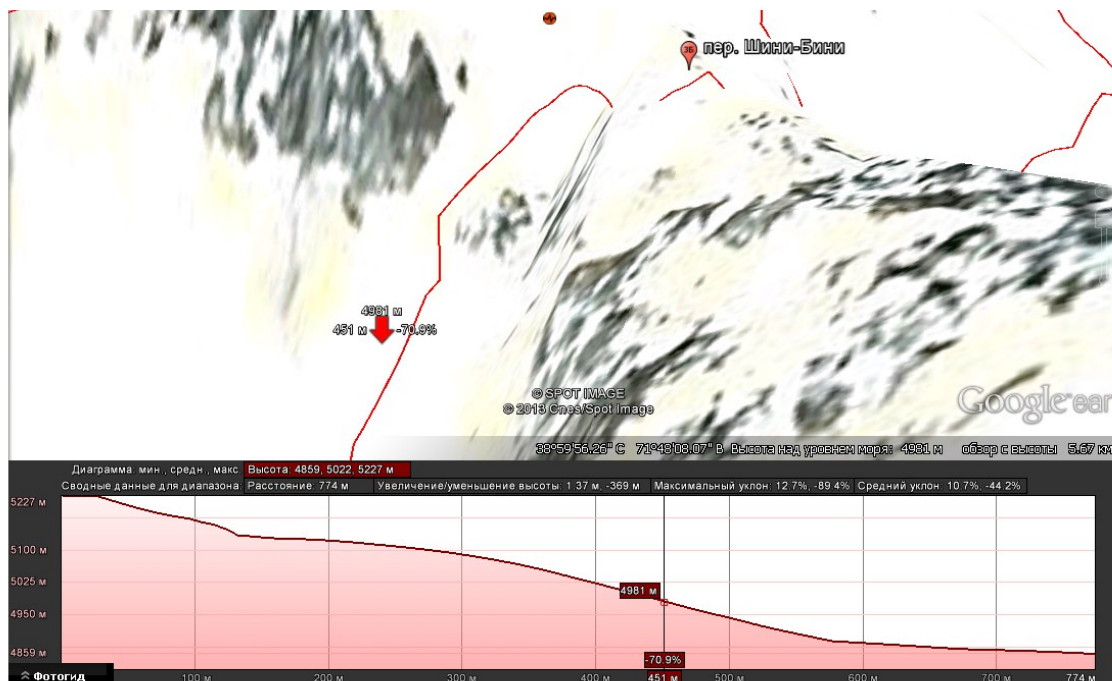 3Б пер. Шини-Бини
4981 м
451 м -70.9%
© SPOT IMAGE
© 2013 Cnes/Spot Image
Google ear
38°59'56.26" С 71°48'08.07" В Высота над уровнем моря: 4981 м обзор с высоты 5.67 км
Диаграмма: мин., средн., макс. Высота: 4859, 5022, 5227 м
Сводные данные для диапазона Расстояние: 774 м Увеличение/уменьшение высоты: 1.37 м, -369 м Максимальный уклон: 12.7%, -89.4% Средний уклон: 10.7%, -44.2%
5227 м
5100 м
5025 м
4981 м
4950 м
4859 м
-70.9%
Фотогид 100 м 200 м 300 м 400 м 451 м 500 м 600 м 700 м 774 м